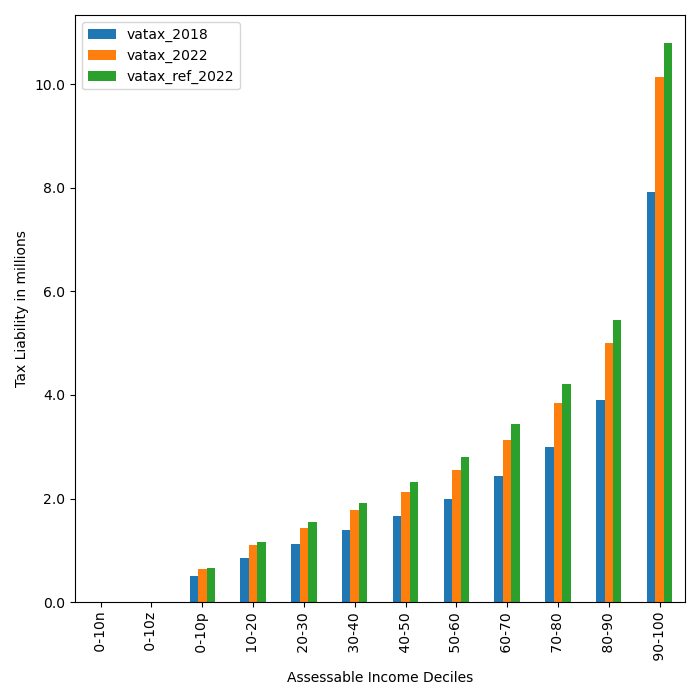 vatax_2018
vatax_2022
vatax_ref_2022
Tax Liability in millions
10.0
8.0
6.0
4.0
2.0
0.0
0-10n
0-10z
0-10p
10-20
20-30
30-40
40-50
50-60
60-70
70-80
80-90
90-100
Assessable Income Deciles